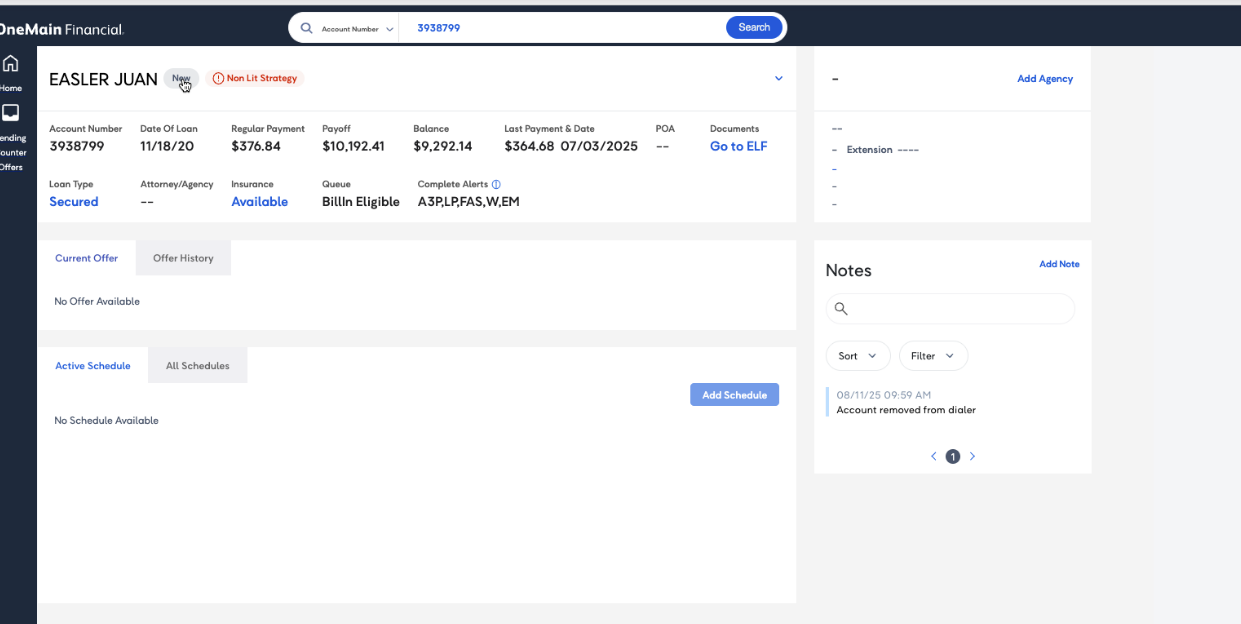 OneMain Financial.
Account Number 3938799 Search
Home
ending
ounter
Offers
EASLER JUAN New Non Lit Strategy
Account Number Date Of Loan Regular Payment Payoff Balance Last Payment & Date POA Documents
3938799 11/18/20 $376.84 $10,192.41 $9,292.14 $364.68 07/03/2025 -- Go to ELF
Loan Type Attorney/Agency Insurance Queue Complete Alerts
Secured -- Available BillIn Eligible A3P,LP,FAS,W,EM
- Add Agency
--
- Extension ----
-
-
-
Current Offer Offer History
No Offer Available
Active Schedule All Schedules
Add Schedule
No Schedule Available
Notes Add Note
Sort Filter
08/11/25 09:59 AM
Account removed from dialer
< 1 >